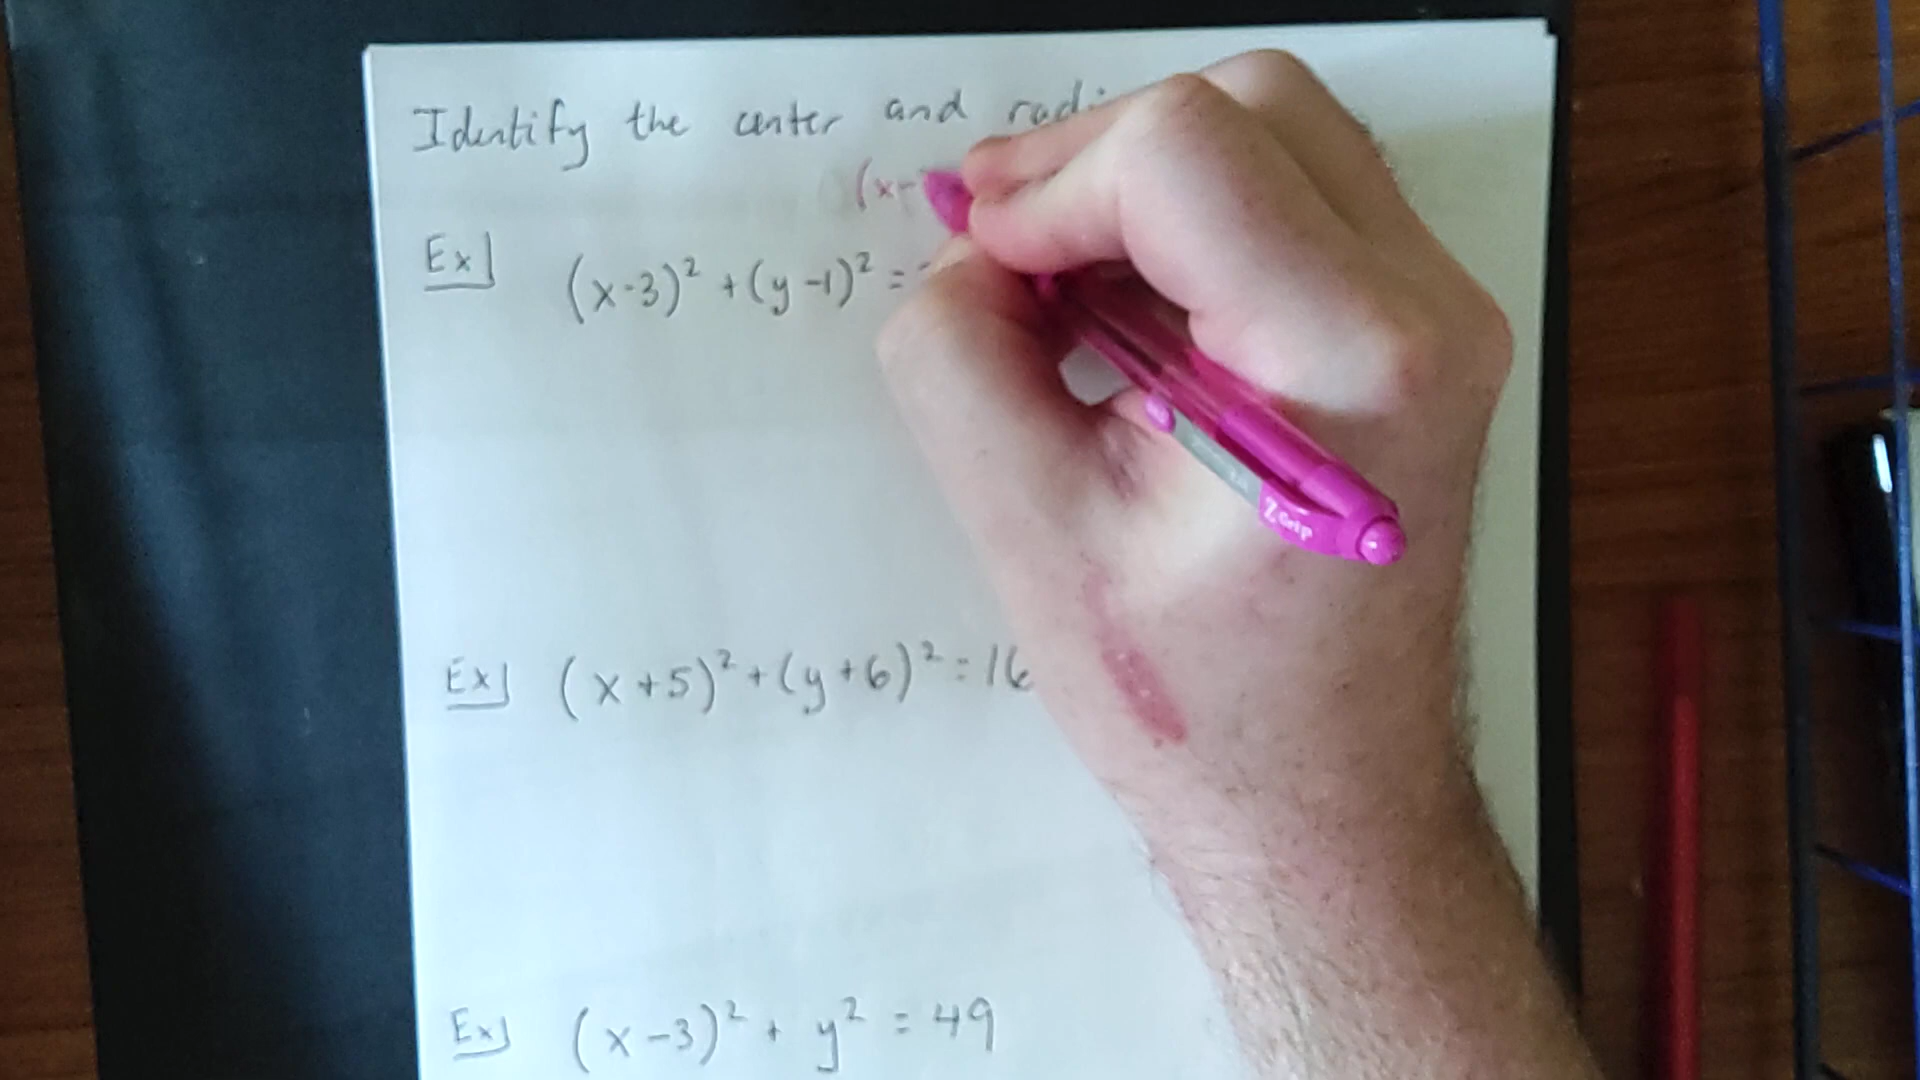 Identify the center and
(x-
Ex] (x-3)² + (y-1)² =
Ex] (x+5)² + (y+6)² = 16
Ex] (x-3)² + y² = 49
Z Grip